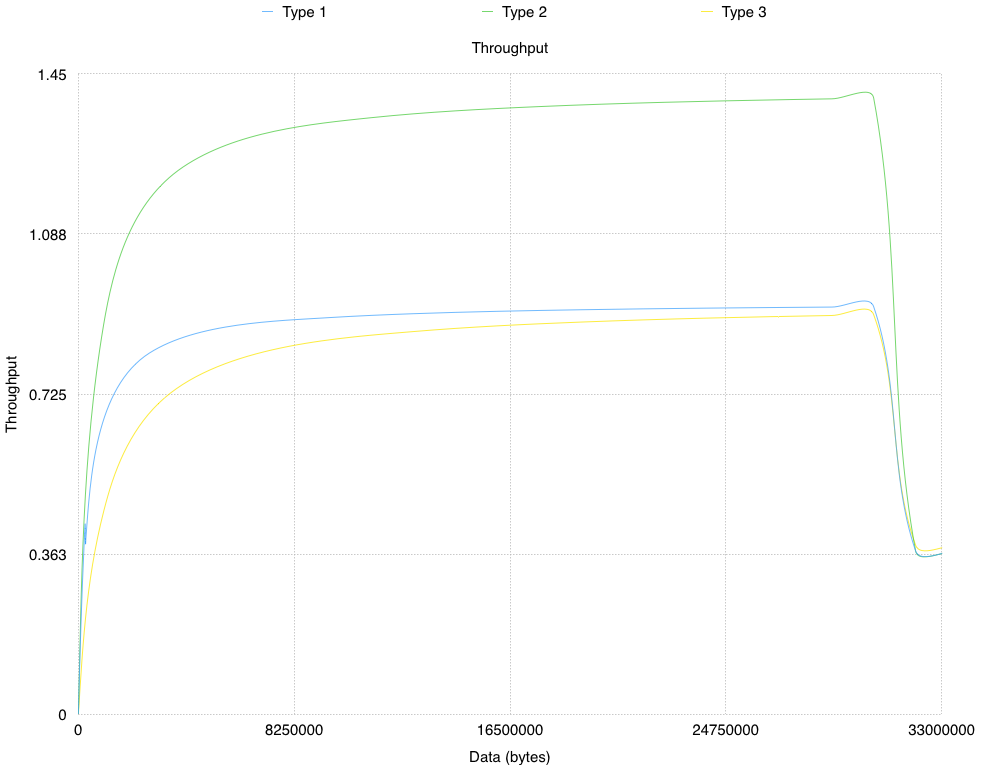 Type 1 Type 2 Type 3
Throughput
1.45
1.088
0.725
0.363
0
Throughput
0 8250000 16500000 24750000 33000000
Data (bytes)